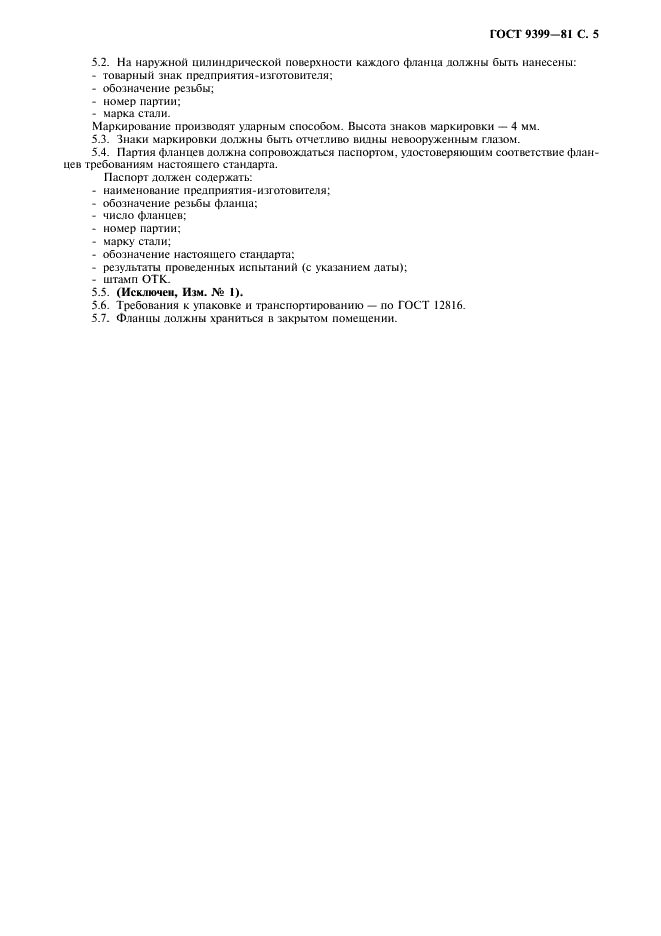 ГОСТ 9399—81 С. 5
5.2. На наружной цилиндрической поверхности каждого фланца должны быть нанесены:
- товарный знак предприятия-изготовителя;
- обозначение резьбы;
- номер партии;
- марка стали.
Маркирование производят ударным способом. Высота знаков маркировки — 4 мм.
5.3. Знаки маркировки должны быть отчетливо видны невооруженным глазом.
5.4. Партия фланцев должна сопровождаться паспортом, удостоверяющим соответствие флан-
цев требованиям настоящего стандарта.
Паспорт должен содержать:
- наименование предприятия-изготовителя;
- обозначение резьбы фланца;
- число фланцев;
- номер партии;
- марку стали;
- обозначение настоящего стандарта;
- результаты проведенных испытаний (с указанием даты);
- штамп ОТК.
5.5. (Исключен, Изм. № 1).
5.6. Требования к упаковке и транспортированию — по ГОСТ 12816.
5.7. Фланцы должны храниться в закрытом помещении.